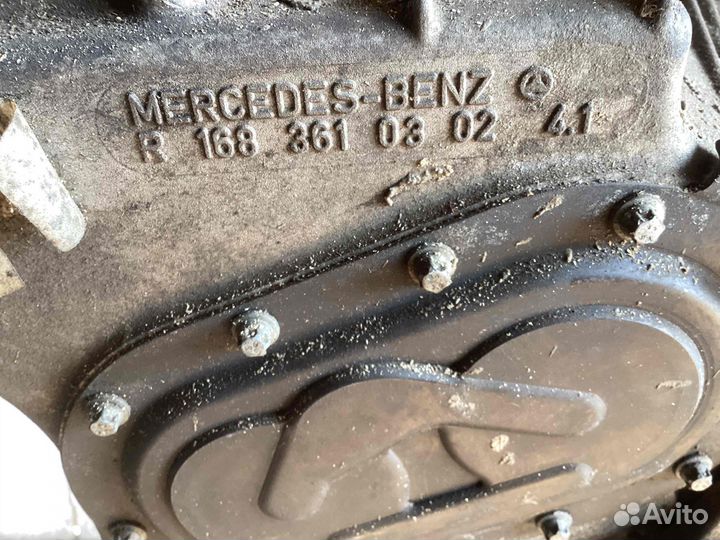 MERCEDES-BENZ
R 168 361 03 02 4.1
Avito